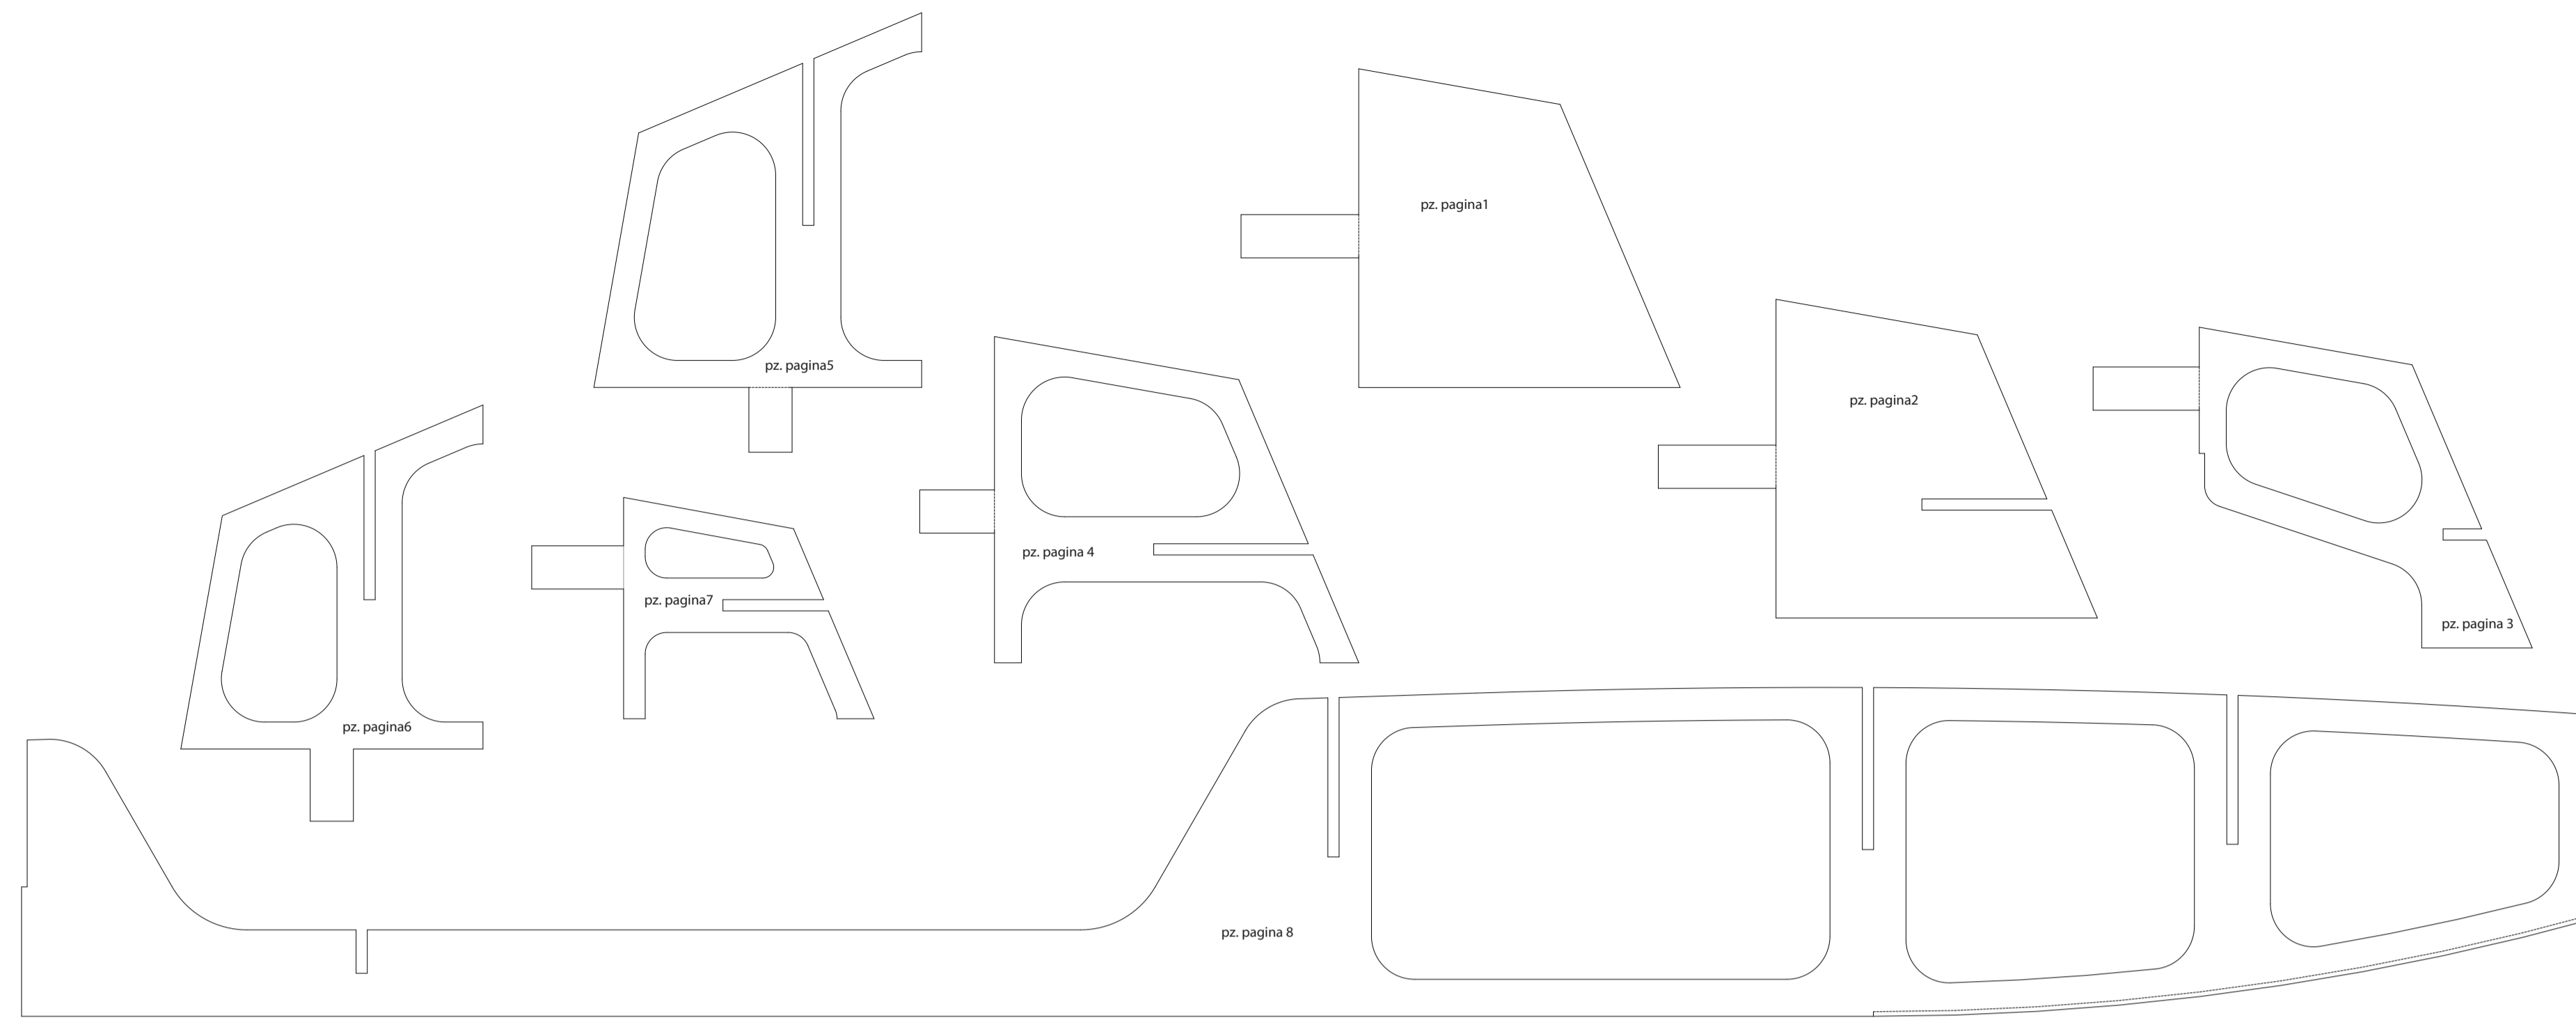 pz. pagina1
pz. pagina5
pz. pagina2
pz. pagina 4
pz. pagina7
pz. pagina 3
pz. pagina6
pz. pagina 8